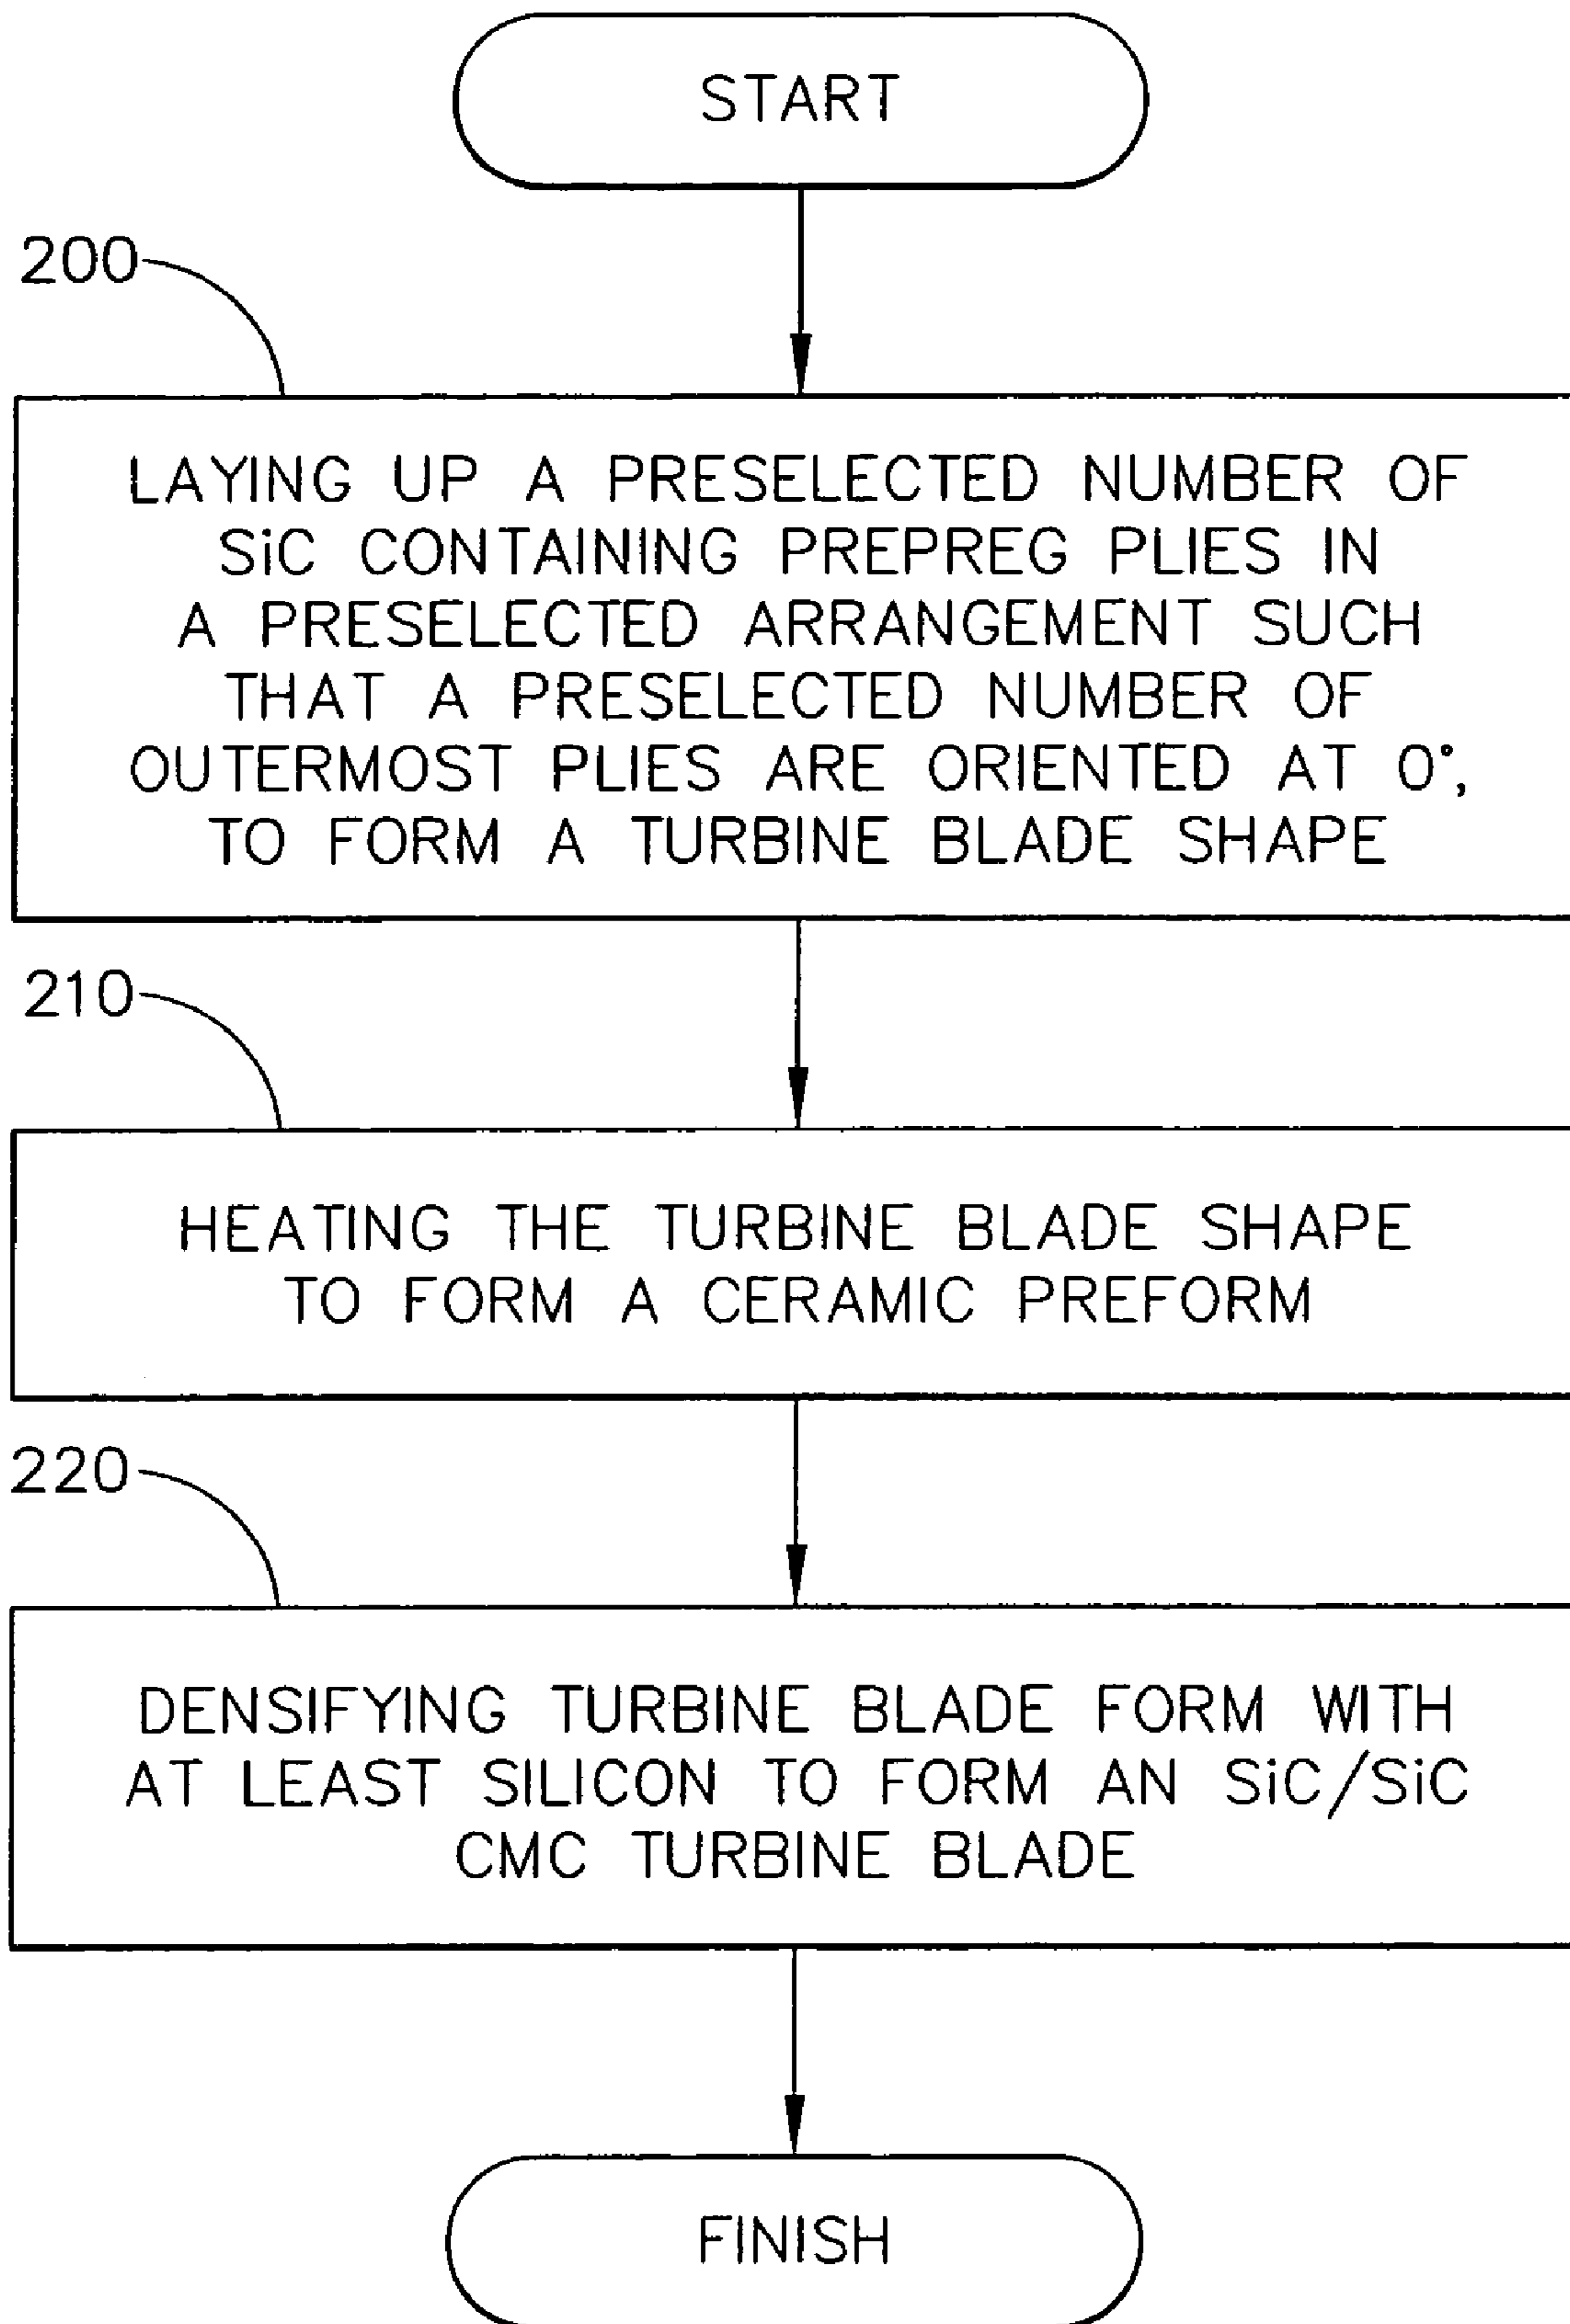 START
200
LAYING UP A PRESELECTED NUMBER OF
SiC CONTAINING PREPREG PLIES IN
A PRESELECTED ARRANGEMENT SUCH
THAT A PRESELECTED NUMBER OF
OUTERMOST PLIES ARE ORIENTED AT 0°,
TO FORM A TURBINE BLADE SHAPE
210
HEATING THE TURBINE BLADE SHAPE
TO FORM A CERAMIC PREFORM
220
DENSIFYING TURBINE BLADE FORM WITH
AT LEAST SILICON TO FORM AN SiC/SiC
CMC TURBINE BLADE
FINISH